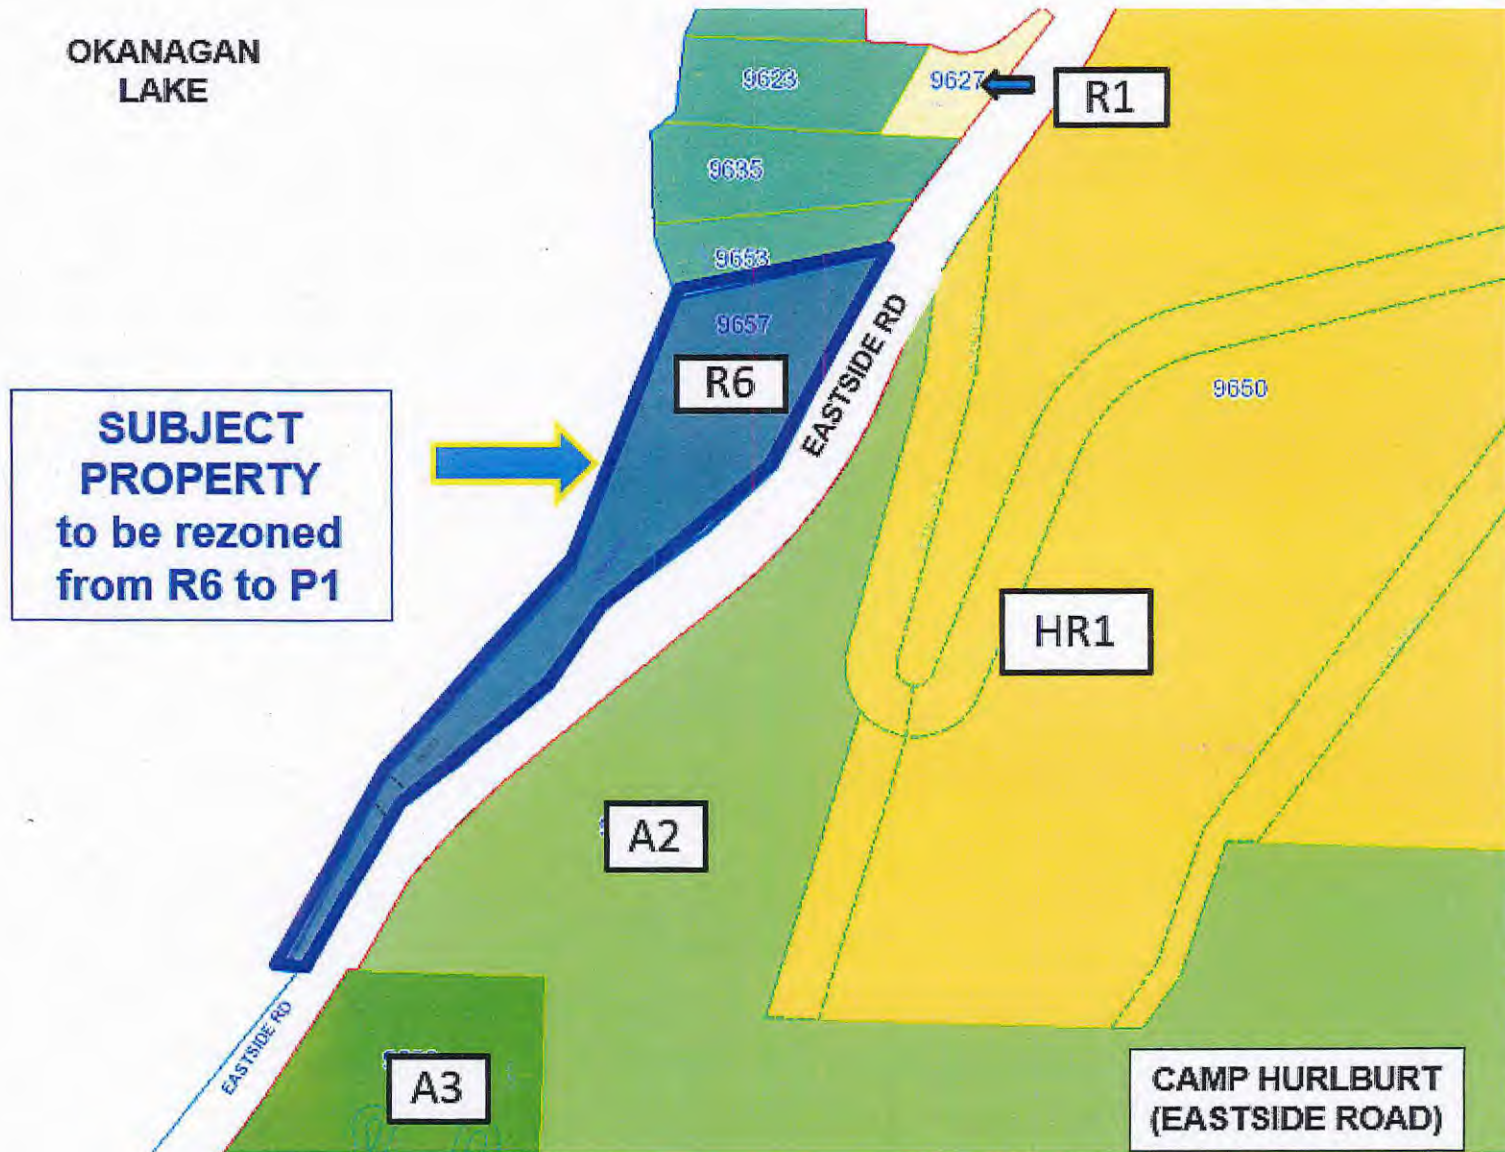 OKANAGAN
LAKE
9623
9627
R1
9635
9653
9657
R6
EASTSIDE RD
9650
SUBJECT
PROPERTY
to be rezoned
from R6 to P1
HR1
A2
EASTSIDE RD
A3
CAMP HURLBURT
(EASTSIDE ROAD)